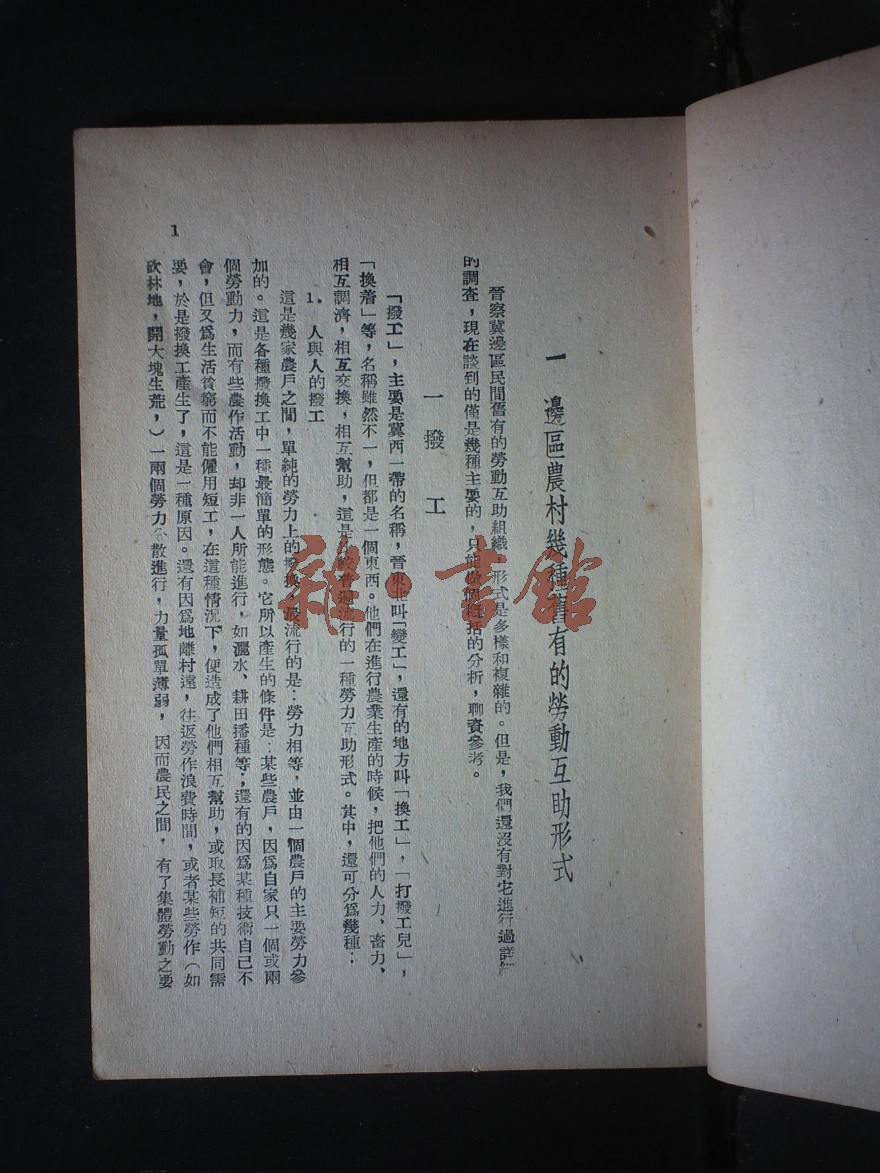 一 邊區農村幾種舊有的勞動互助形式
晉察冀邊區民間舊有的勞動互助組織，形式是多樣和複雜的。但是，我們還沒有對它進行過詳細
的調查，現在談到的僅是幾種主要的，只能做個概括的分析，聊資參考。
一 撥工
「撥工」，主要是冀西一帶的名稱，晉東北叫「變工」，還有的地方叫「換工」，「打撥工兒」，
「換着」等，名稱雖然不一，但都是一個東西。他們在進行農業生產的時候，把他們的人力、畜力、
相互調濟，相互交換，相互幫助，這是比較普遍流行的一種勞力互助形式。其中，還可分爲幾種：
1. 人與人的撥工
這是幾家農戶之間，單純的勞力上的撥換，最流行的是：勞力相等，並由一個農戶的主要勞力參
加的。這是各種撥換工中一種最簡單的形態。它所以產生的條件是：某些農戶，因爲自家只一個或兩
個勞動力，而有些農作活動，却非一人所能進行，如澠水、耕田播種等；還有的因爲某種技術自己不
會，但又爲生活貧窮而不能僱用短工，在這種情況下，便造成了他們相互幫助，或取長補短的共同需
要，於是撥換工產生了，這是一種原因。還有因爲地離村遠，往返勞作浪費時間，或者某些勞作（如
砍林地，開大塊生荒，）一兩個勞力分散進行，力量孤單薄弱，因而農民之間，有了集體勞動之要
1
雜·書館